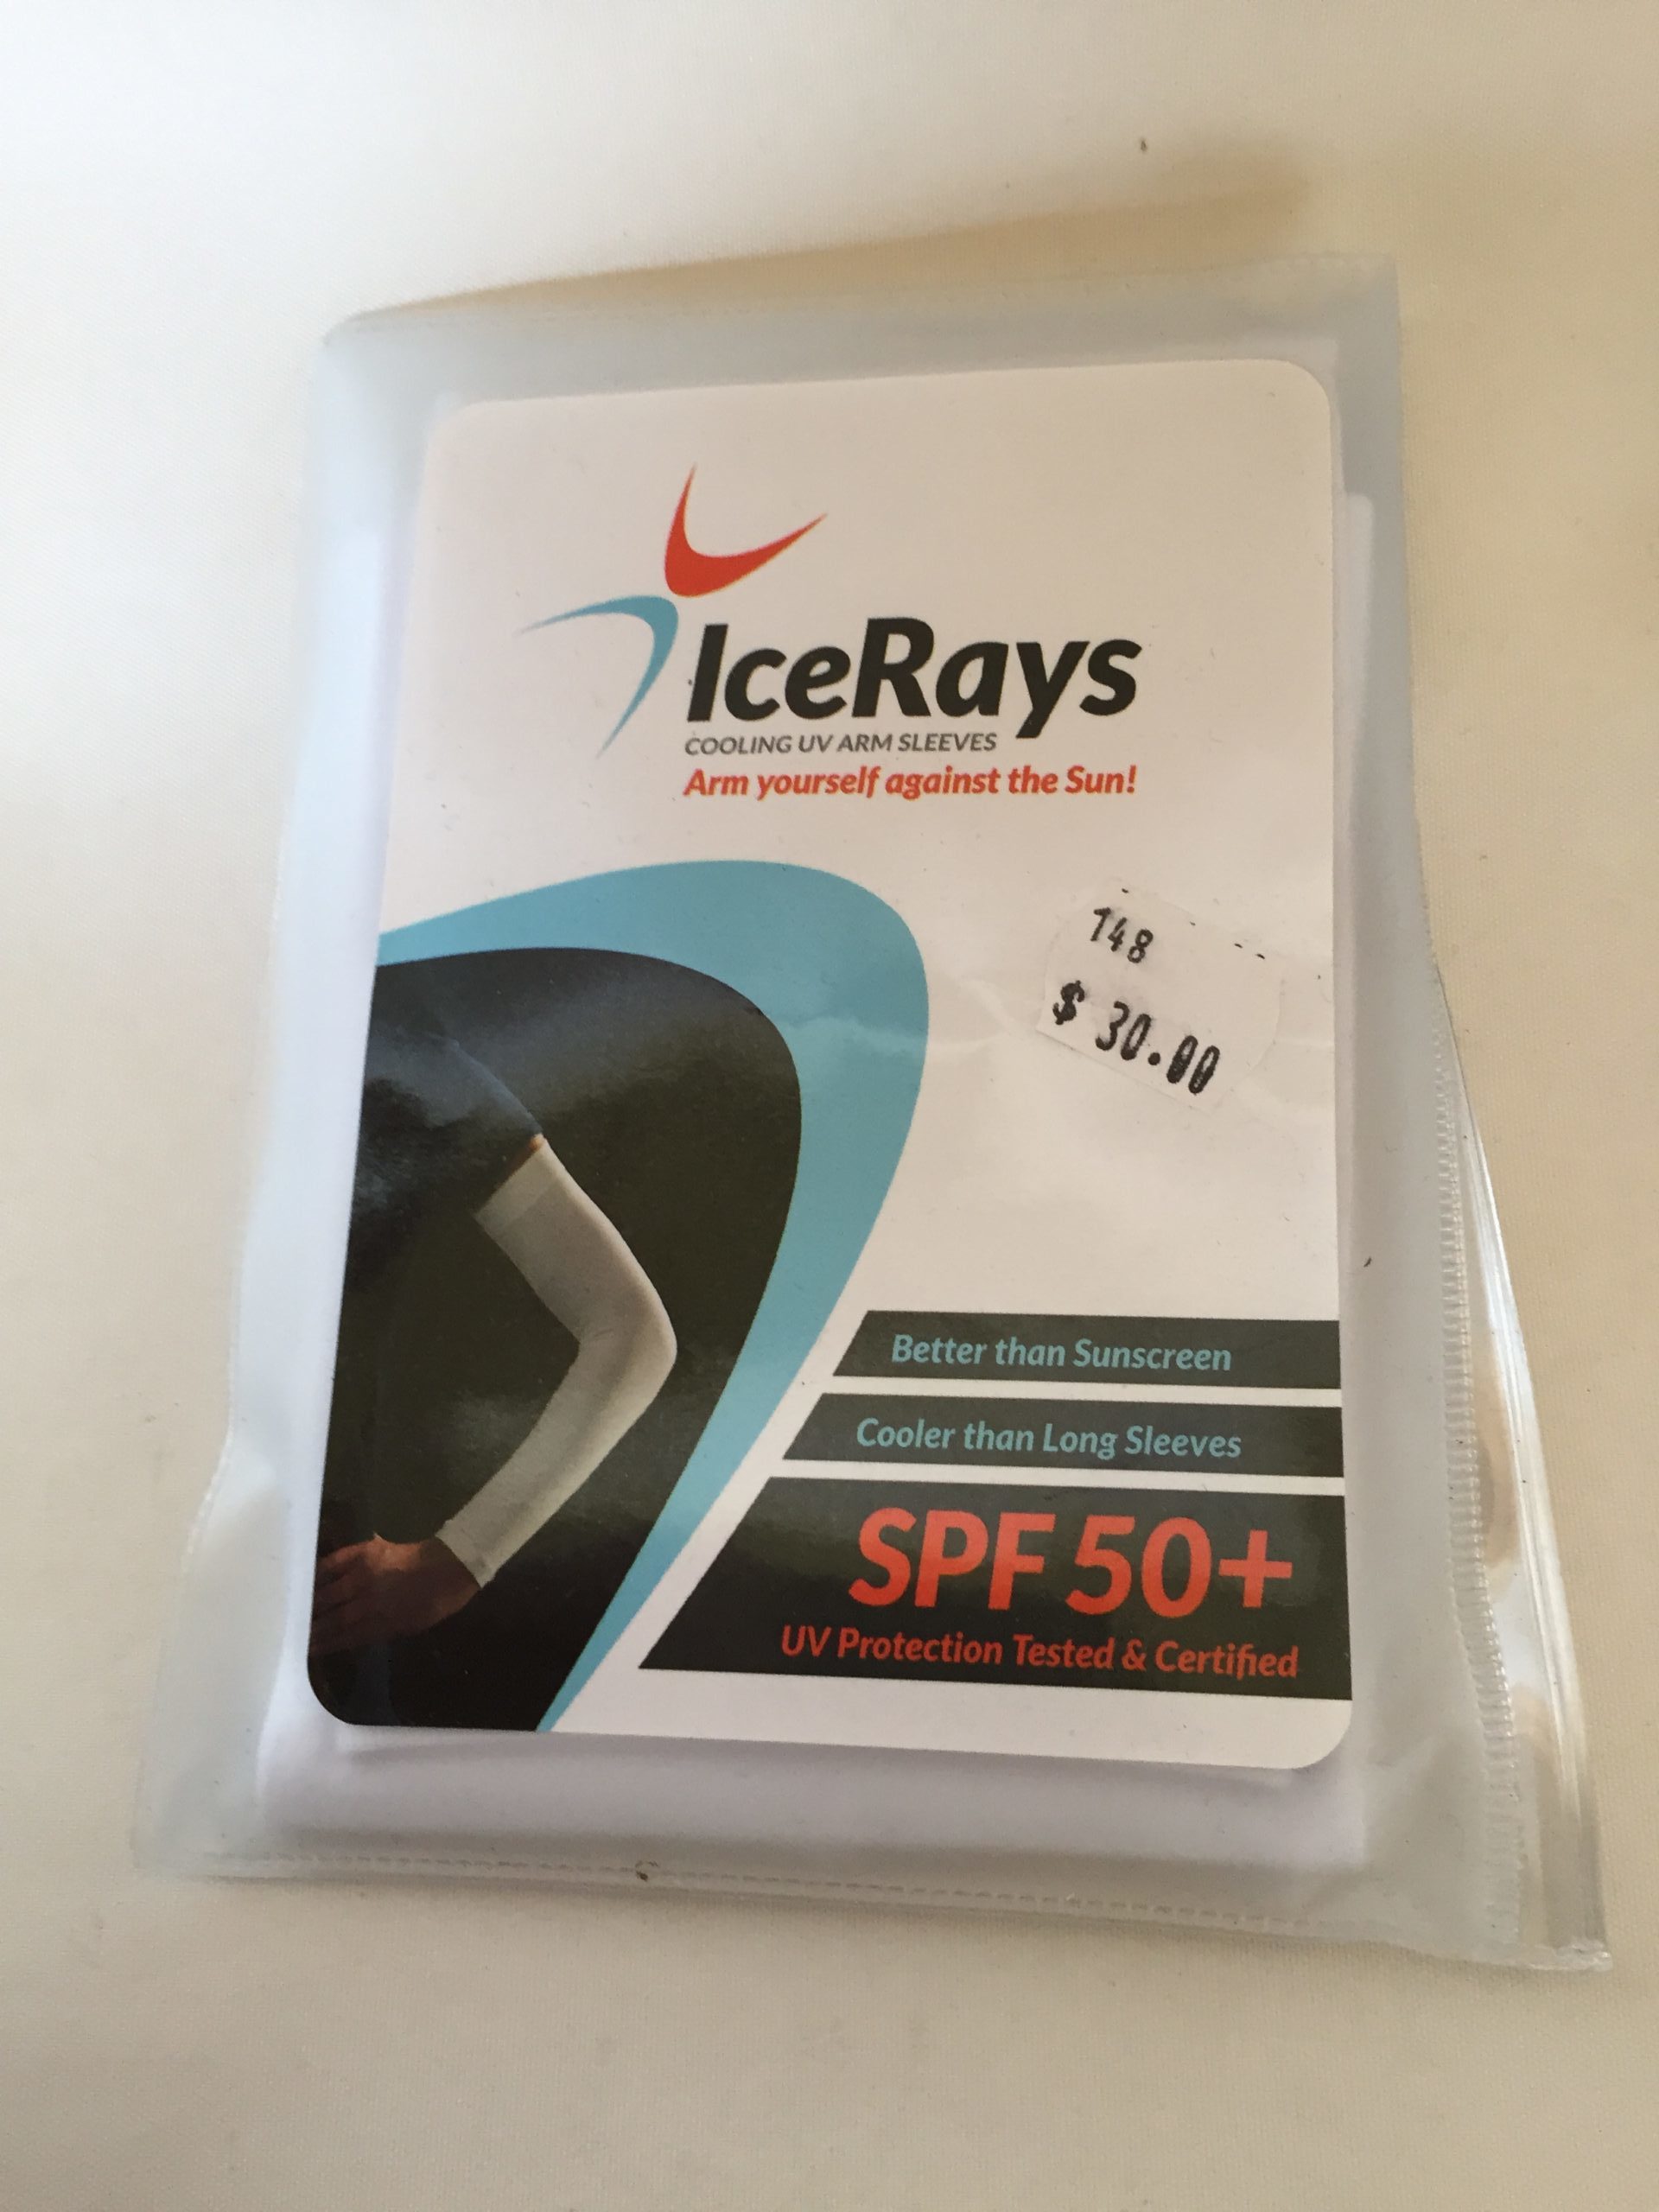 IceRays
COOLING UV ARM SLEEVES
Arm yourself against the Sun!
148
$ 30.00
Better than Sunscreen
Cooler than Long Sleeves
SPF 50+
UV Protection Tested & Certified